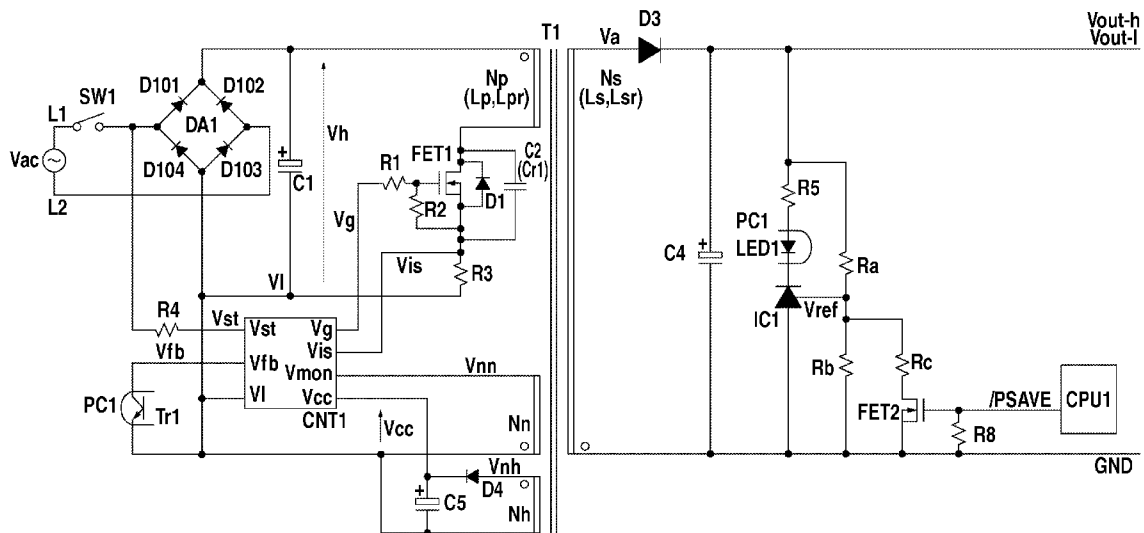 T1
D3
Vout-h
Vout-l
Va
D101
D102
SW1
L1
DA1
Vac
D104
D103
L2
Vh
C1
Np
(Lp,Lpr)
Ns
(Ls,Lsr)
FET1
C2
(Cr1)
R1
R2
D1
Vg
Vis
R3
Vl
C4
R5
PC1
LED1
Ra
IC1
Vref
Rb
Rc
FET2
/PSAVE
CPU1
R8
GND
R4
Vst
Vst
Vg
Vfb
Vfb
Vis
Vmon
Vnn
Vl
Vcc
PC1
Tr1
CNT1
Vcc
Nn
Vnh
D4
C5
Nh